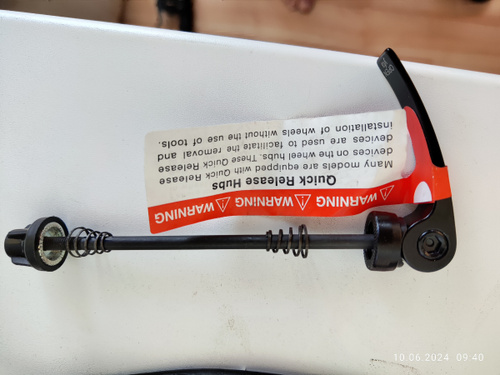 ⚠ WARNING ⚠ WARNING ⚠ WARNING
Quick Release Hubs
Many models are equipped with Quick Release
devices on the wheel hubs. These Quick Release
devices are used to facilitate the removal and
installation of wheels without the use of tools.
10.06.2024 09:40